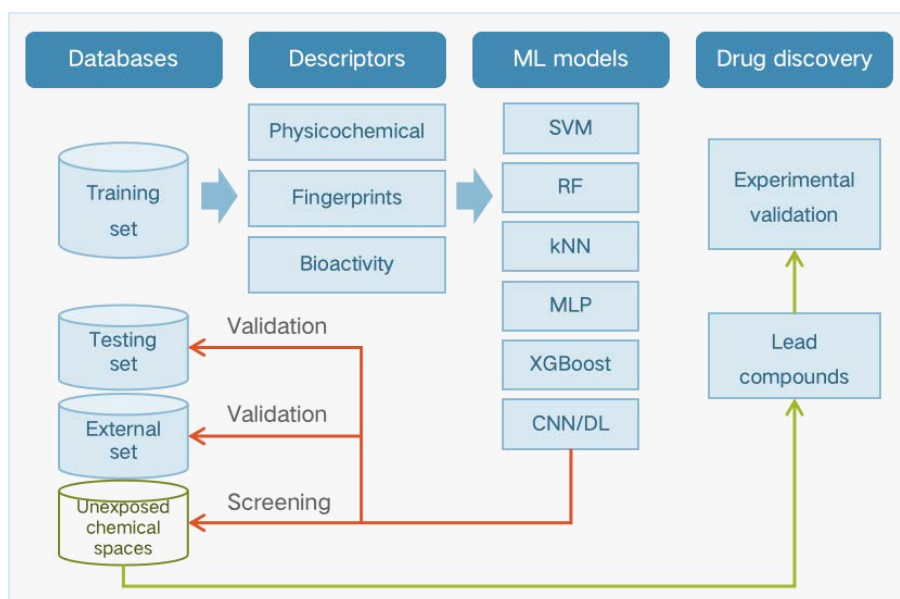 Databases
Descriptors
ML models
Drug discovery
Training
set
Physicochemical
Fingerprints
Bioactivity
SVM
RF
kNN
MLP
XGBoost
CNN/DL
Experimental
validation
Lead
compounds
Testing
set
Validation
External
set
Validation
Unexposed
chemical
spaces
Screening